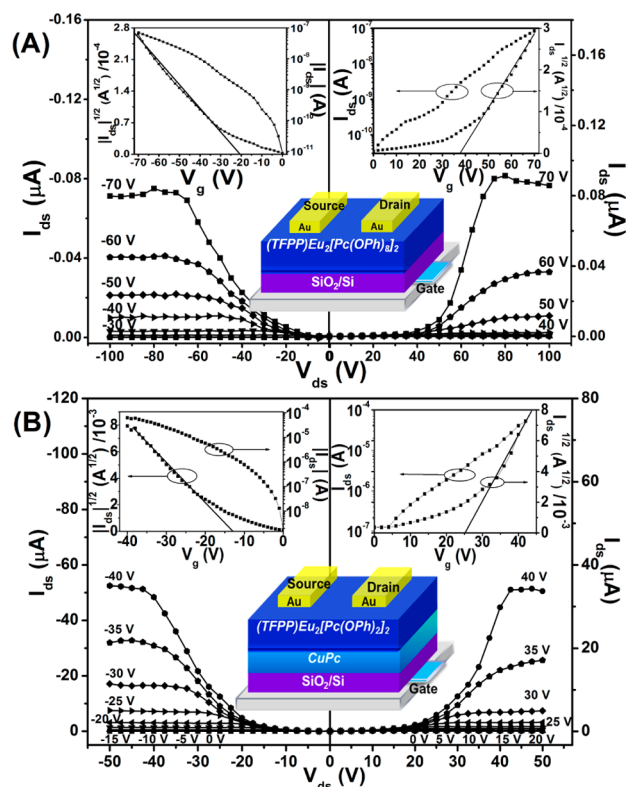 (A)
-0.16
-0.12
-0.08
-0.04
0.00
I_ds (μA)
2.8
2.1
1.4
0.7
0.0
|I_ds|^1/2 (A^1/2) /10^-4
10^-7
10^-8
10^-9
10^-10
10^-11
|I_ds| (A)
-70 -60 -50 -40 -30 -20 -10 0
V_g (V)
10^-7
10^-8
10^-9
10^-10
I_ds (A)
3
2
1
0
I_ds^1/2 (A^1/2) /10^-4
0 10 20 30 40 50 60 70
V_g (V)
0.16
0.12
0.08
0.04
0.00
I_ds (μA)
-70 V
-60 V
-50 V
-40 V
-30 V
70 V
60 V
50 V
40 V
Source
Drain
Au
Au
(TFPP)Eu2[Pc(OPh)8]2
SiO2/Si
Gate
-100 -80 -60 -40 -20 0 20 40 60 80 100
V_ds (V)
(B)
-120
-100
-80
-60
-40
-20
0
I_ds (μA)
8
6
4
2
0
|I_ds|^1/2 (A^1/2) /10^-3
10^-4
10^-5
10^-6
10^-7
10^-8
|I_ds| (A)
-40 -30 -20 -10 0
V_g (V)
10^-4
10^-5
10^-6
10^-7
I_ds (A)
8
6
4
2
0
I_ds^1/2 (A^1/2) /10^-3
0 10 20 30 40
V_g (V)
80
60
40
20
0
I_ds (μA)
-40 V
-35 V
-30 V
-25 V
-20 V
-15 V -10 V -5 V 0 V
40 V
35 V
30 V
25 V
0 V 5 V 10 V 15 V 20 V
Source
Drain
Au
Au
(TFPP)Eu2[Pc(OPh)2]2
CuPc
SiO2/Si
Gate
-50 -40 -30 -20 -10 0 10 20 30 40 50
V_ds (V)